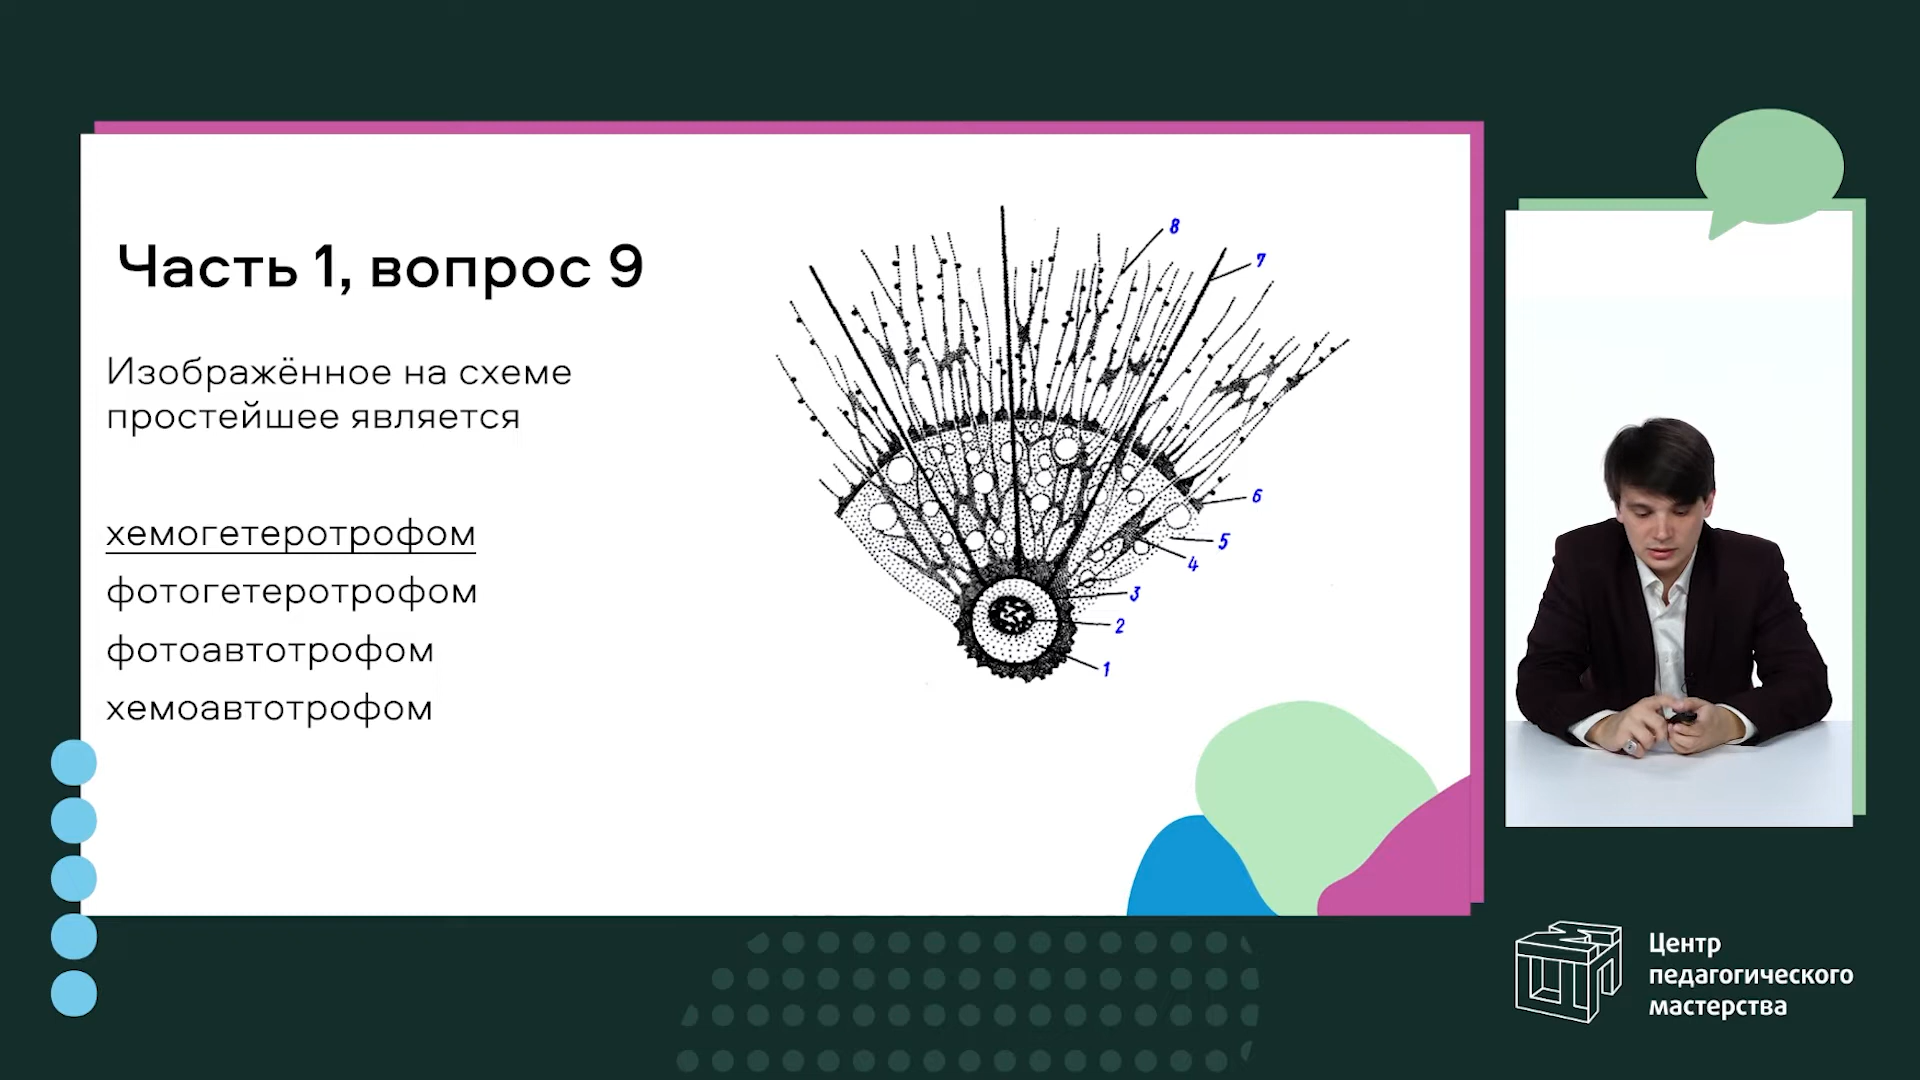 Часть 1, вопрос 9
Изображённое на схеме
простейшее является
хемогетеротрофом
фотогетеротрофом
фотоавтотрофом
хемоавтотрофом
8
7
6
5
4
3
2
1
Центр
педагогического
мастерства